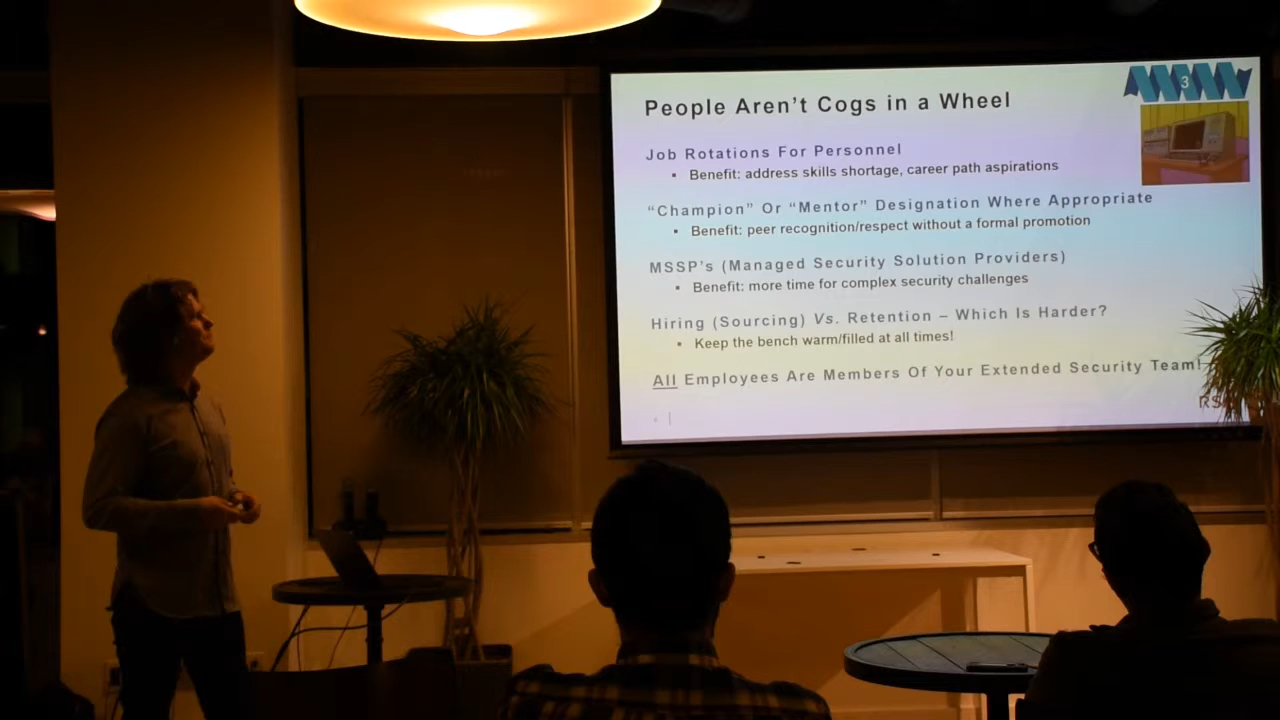 People Aren't Cogs in a Wheel
3
Job Rotations For Personnel
▪ Benefit: address skills shortage, career path aspirations
“Champion” Or “Mentor” Designation Where Appropriate
▪ Benefit: peer recognition/respect without a formal promotion
MSSP's (Managed Security Solution Providers)
▪ Benefit: more time for complex security challenges
Hiring (Sourcing) Vs. Retention – Which Is Harder?
▪ Keep the bench warm/filled at all times!
All Employees Are Members Of Your Extended Security Team!